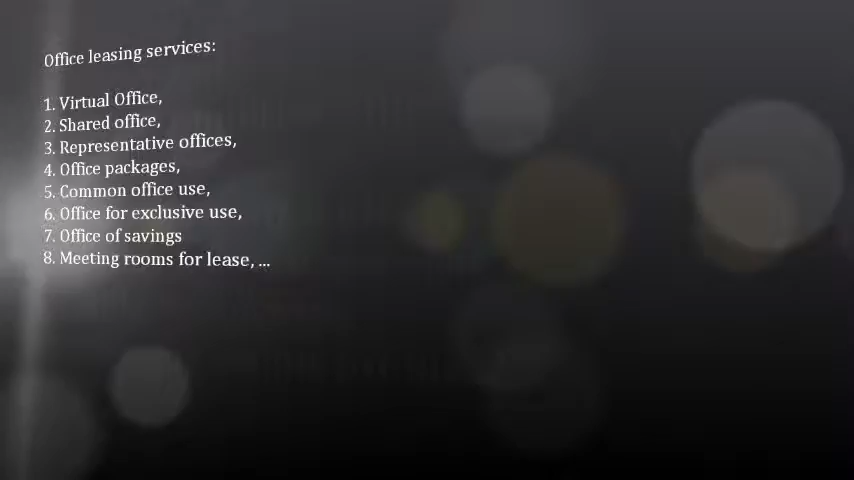 Office leasing services:
1. Virtual Office,
2. Shared office,
3. Representative offices,
4. Office packages,
5. Common office use,
6. Office for exclusive use,
7. Office of savings
8. Meeting rooms for lease, ...